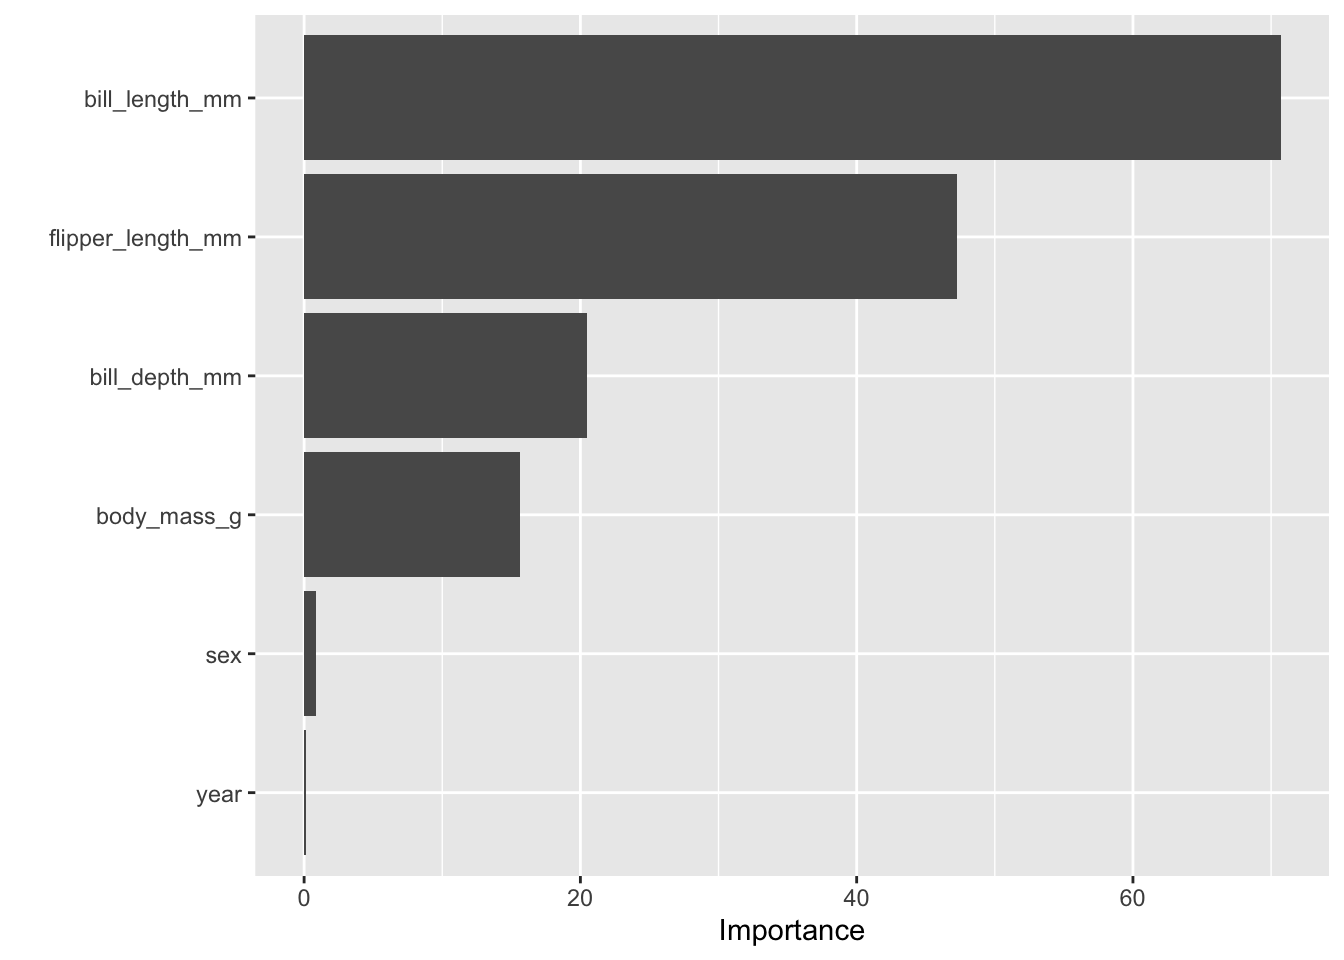 bill_length_mm
flipper_length_mm
bill_depth_mm
body_mass_g
sex
year
0 20 40 60
Importance